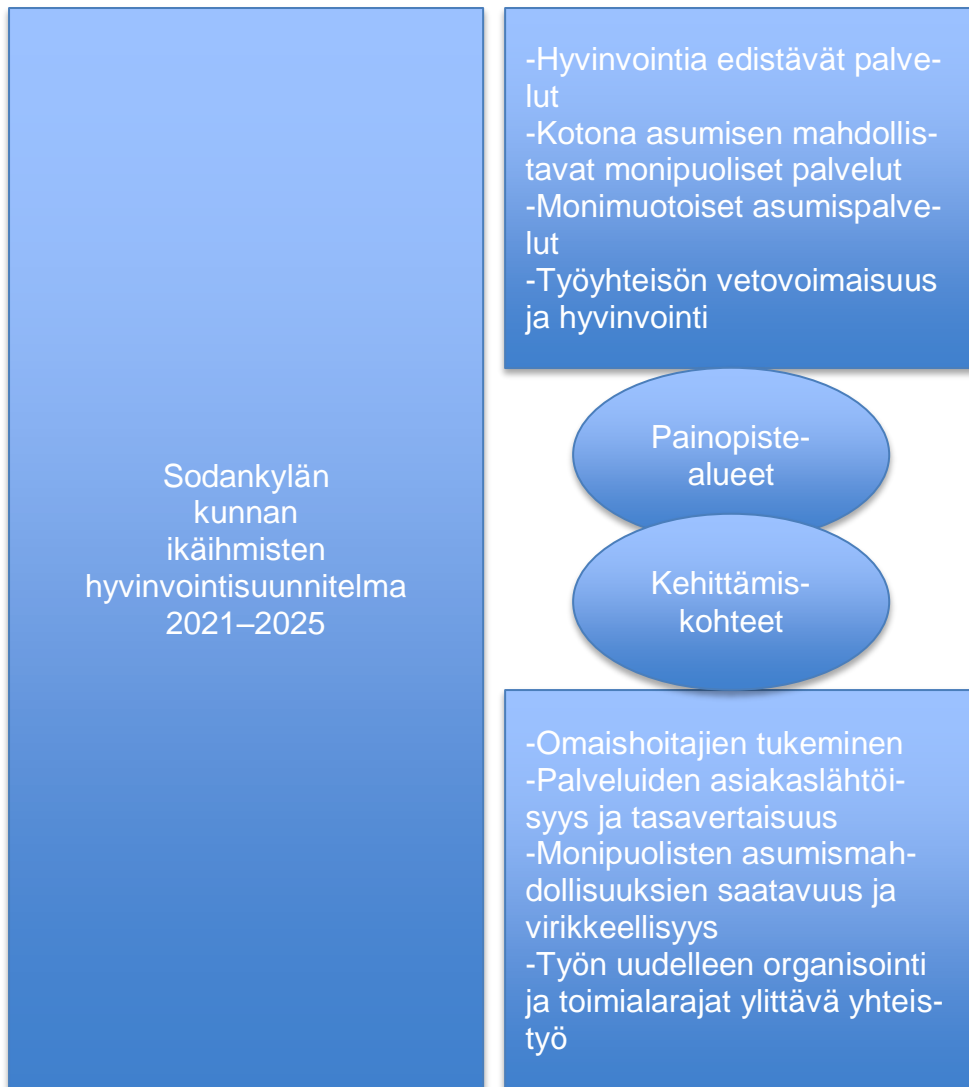 Sodankylän
kunnan
ikäihmisten
hyvinvointisuunnitelma
2021–2025
-Hyvinvointia edistävät palve-
lut
-Kotona asumisen mahdollis-
tavat monipuoliset palvelut
-Monimuotoiset asumispalve-
lut
-Työyhteisön vetovoimaisuus
ja hyvinvointi
Painopiste-
alueet
Kehittämis-
kohteet
-Omaishoitajien tukeminen
-Palveluiden asiakaslähtöi-
syys ja tasavertaisuus
-Monipuolisten asumismah-
dollisuuksien saatavuus ja
virikkeellisyys
-Työn uudelleen organisointi
ja toimialarajat ylittävä yhteis-
työ